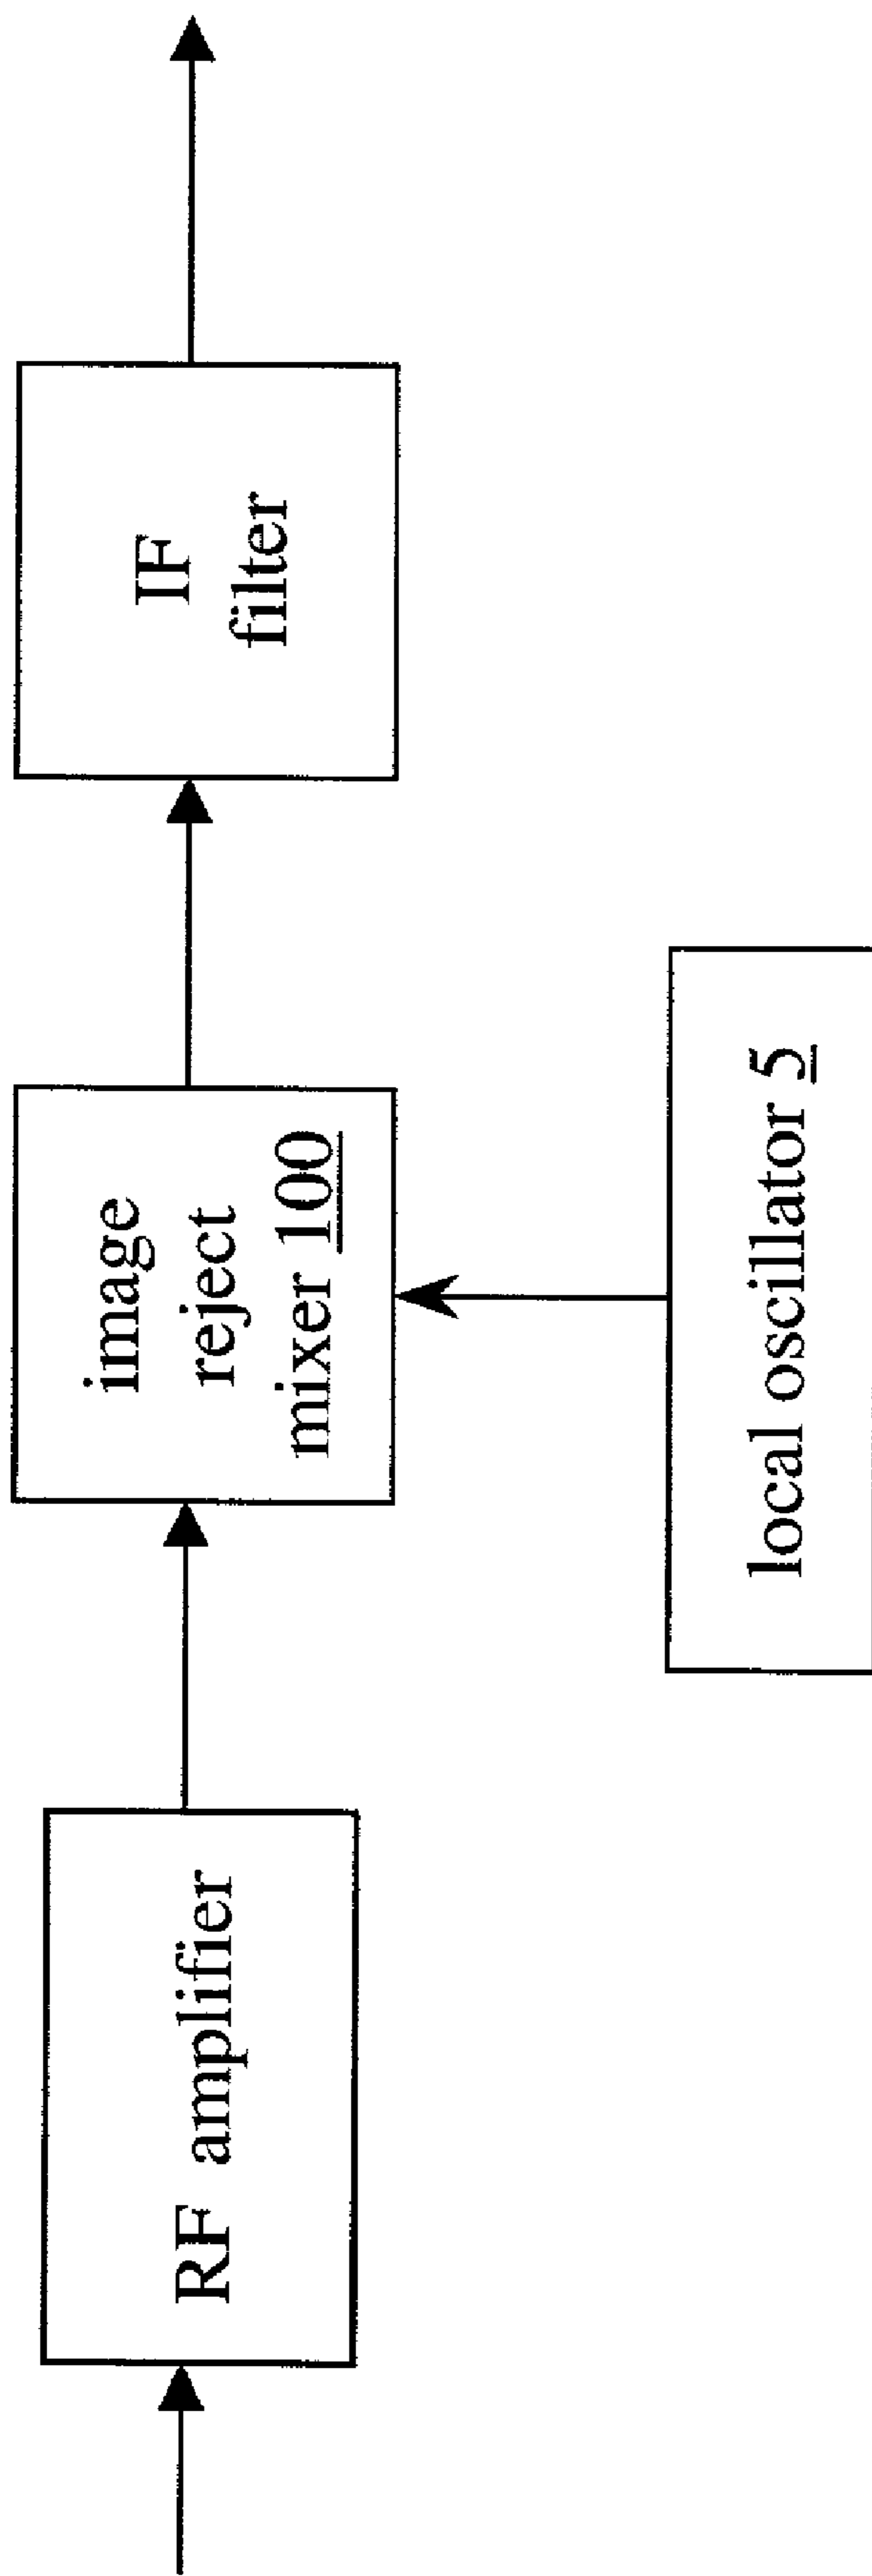 RF amplifier
image
reject
mixer 100
IF
filter
local oscillator 5